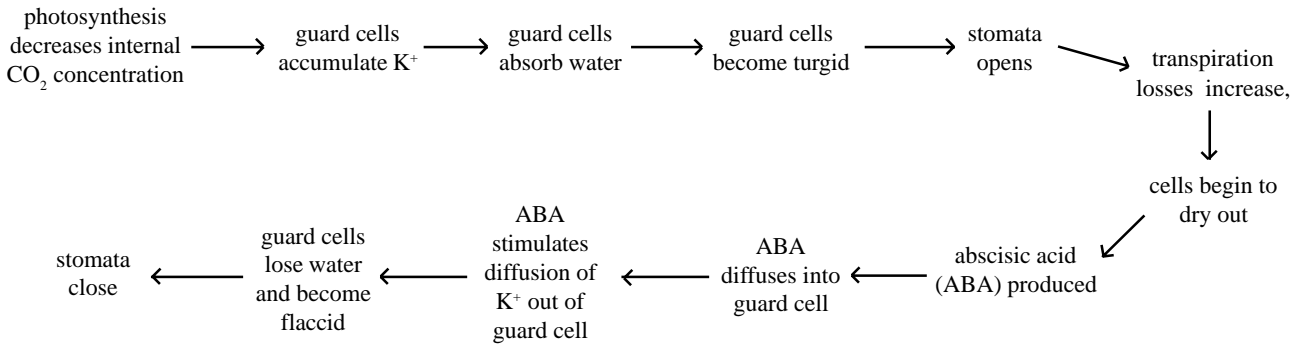 photosynthesis
decreases internal
CO₂ concentration
guard cells
accumulate K⁺
guard cells
absorb water
guard cells
become turgid
stomata
opens
transpiration
losses increase,
cells begin to
dry out
abscisic acid
(ABA) produced
ABA
diffuses into
guard cell
ABA
stimulates
diffusion of
K⁺ out of
guard cell
guard cells
lose water
and become
flaccid
stomata
close